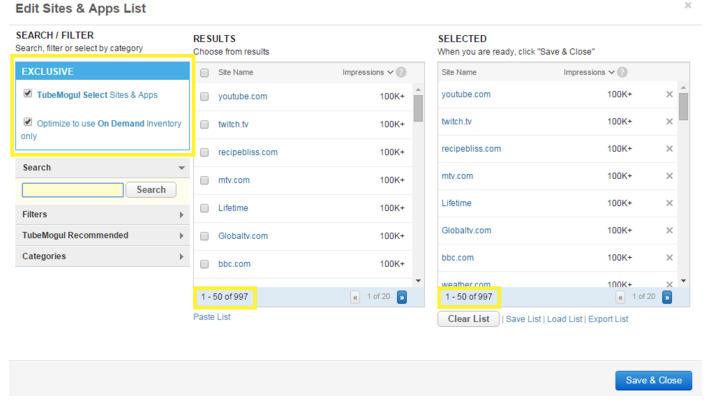 Edit Sites & Apps List
×
SEARCH / FILTER
Search, filter or select by category
EXCLUSIVE
TubeMogul Select Sites & Apps
Optimize to use On Demand Inventory
only
Search
Search
Filters
TubeMogul Recommended
Categories
RESULTS
Choose from results
Site Name Impressions ?
youtube.com 100K+
twitch.tv 100K+
recipebliss.com 100K+
mtv.com 100K+
Lifetime 100K+
Globaltv.com 100K+
bbc.com 100K+
1 - 50 of 997 « 1 of 20 »
Paste List
SELECTED
When you are ready, click "Save & Close"
Site Name Impressions ?
youtube.com 100K+ ×
twitch.tv 100K+ ×
recipebliss.com 100K+ ×
mtv.com 100K+ ×
Lifetime 100K+ ×
Globaltv.com 100K+ ×
bbc.com 100K+ ×
weather.com 100K+ ×
1 - 50 of 997 « 1 of 20 »
Clear List | Save List | Load List | Export List
Save & Close